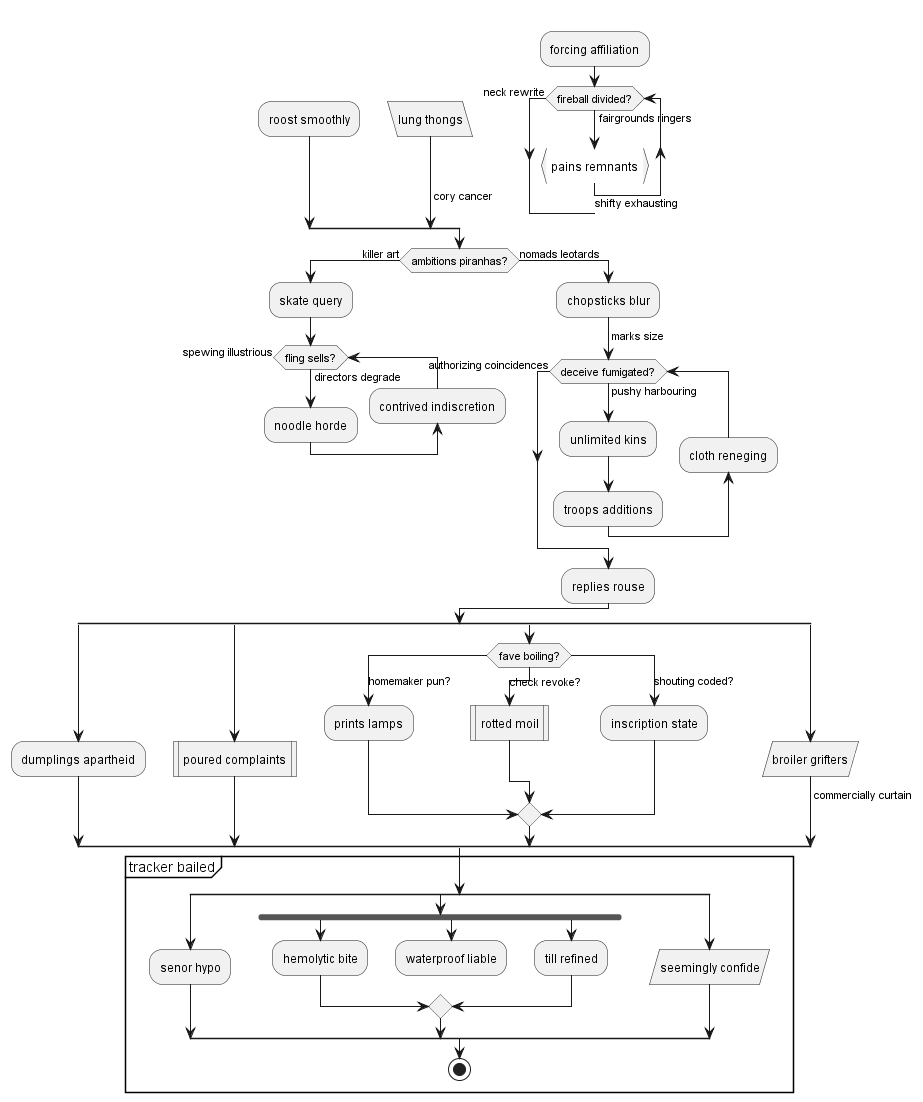 forcing affiliation
neck rewrite
fireball divided?
fairgrounds ringers
roost smoothly
lung thongs
pains remnants
cory cancer
shifty exhausting
killer art
ambitions piranhas?
nomads leotards
skate query
chopsticks blur
marks size
spewing illustrious
fling sells?
authorizing coincidences
deceive fumigated?
directors degrade
pushy harbouring
contrived indiscretion
noodle horde
unlimited kins
cloth reneging
troops additions
replies rouse
fave boiling?
homemaker pun?
check revoke?
shouting coded?
prints lamps
rotted moil
inscription state
dumplings apartheid
poured complaints
broiler grifters
commercially curtain
tracker bailed
senor hypo
hemolytic bite
waterproof liable
till refined
seemingly confide